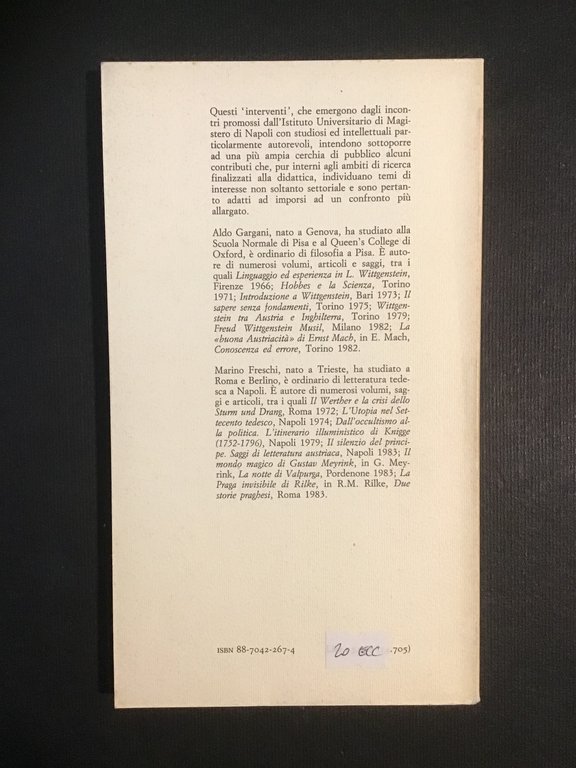 Questi 'interventi', che emergono dagli incon-
tri promossi dall'Istituto Universitario di Magi-
stero di Napoli con studiosi ed intellettuali par-
ticolarmente autorevoli, intendono sottoporre
ad una più ampia cerchia di pubblico alcuni
contributi che, pur interni agli ambiti di ricerca
finalizzati alla didattica, individuano temi di
interesse non soltanto settoriale e sono pertan-
to adatti ad imporsi ad un confronto più
allargato.
Aldo Gargani, nato a Genova, ha studiato alla
Scuola Normale di Pisa e al Queen's College di
Oxford, è ordinario di filosofia a Pisa. È auto-
re di numerosi volumi, articoli e saggi, tra i
quali Linguaggio ed esperienza in L. Wittgenstein,
Firenze 1966; Hobbes e la Scienza, Torino
1971; Introduzione a Wittgenstein, Bari 1973; Il
sapere senza fondamenti, Torino 1975; Wittgen-
stein tra Austria e Inghilterra, Torino 1979;
Freud Wittgenstein Musil, Milano 1982; La
«buona Austriacità» di Ernst Mach, in E. Mach,
Conoscenza ed errore, Torino 1982.
Marino Freschi, nato a Trieste, ha studiato a
Roma e Berlino, è ordinario di letteratura tede-
sca a Napoli. È autore di numerosi volumi, sag-
gi e articoli, tra i quali Il Werther e la crisi dello
Sturm und Drang, Roma 1972; L'Utopia nel Set-
tecento tedesco, Napoli 1974; Dall'occultismo al-
la politica. L'itinerario illuministico di Knigge
(1752-1796), Napoli 1979; Il silenzio del princi-
pe. Saggi di letteratura austriaca, Napoli 1983; Il
mondo magico di Gustav Meyrink, in G. Mey-
rink, La notte di Valpurga, Pordenone 1983; La
Praga invisibile di Rilke, in R.M. Rilke, Due
storie praghesi, Roma 1983.
ISBN 88-7042-267-4 20 .705)